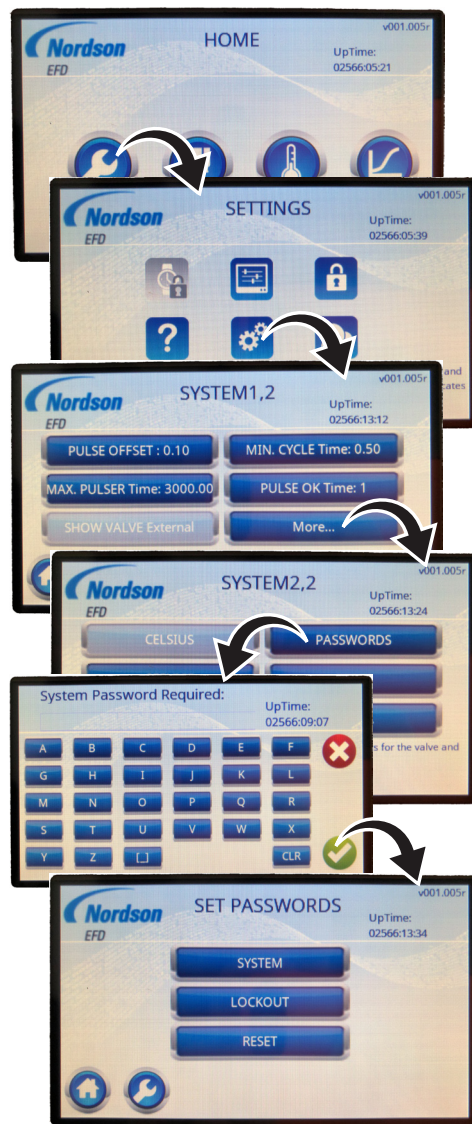 v001.005r
Nordson
EFD
HOME
UpTime:
02566:05:21
v001.005r
Nordson
EFD
SETTINGS
UpTime:
02566:05:39
?
and
cates
v001.005r
Nordson
EFD
SYSTEM1,2
UpTime:
02566:13:12
PULSE OFFSET : 0.10
MIN. CYCLE Time: 0.50
MAX. PULSER Time: 3000.00
PULSE OK Time: 1
SHOW VALVE External
More...
v001.005r
Nordson
EFD
SYSTEM2,2
UpTime:
02566:13:24
CELSIUS
PASSWORDS
s for the valve and
System Password Required:
UpTime:
02566:09:07
A B C D E F
G H I J K L
M N O P Q R
S T U V W X
Y Z [_] CLR
v001.005r
Nordson
EFD
SET PASSWORDS
UpTime:
02566:13:34
SYSTEM
LOCKOUT
RESET